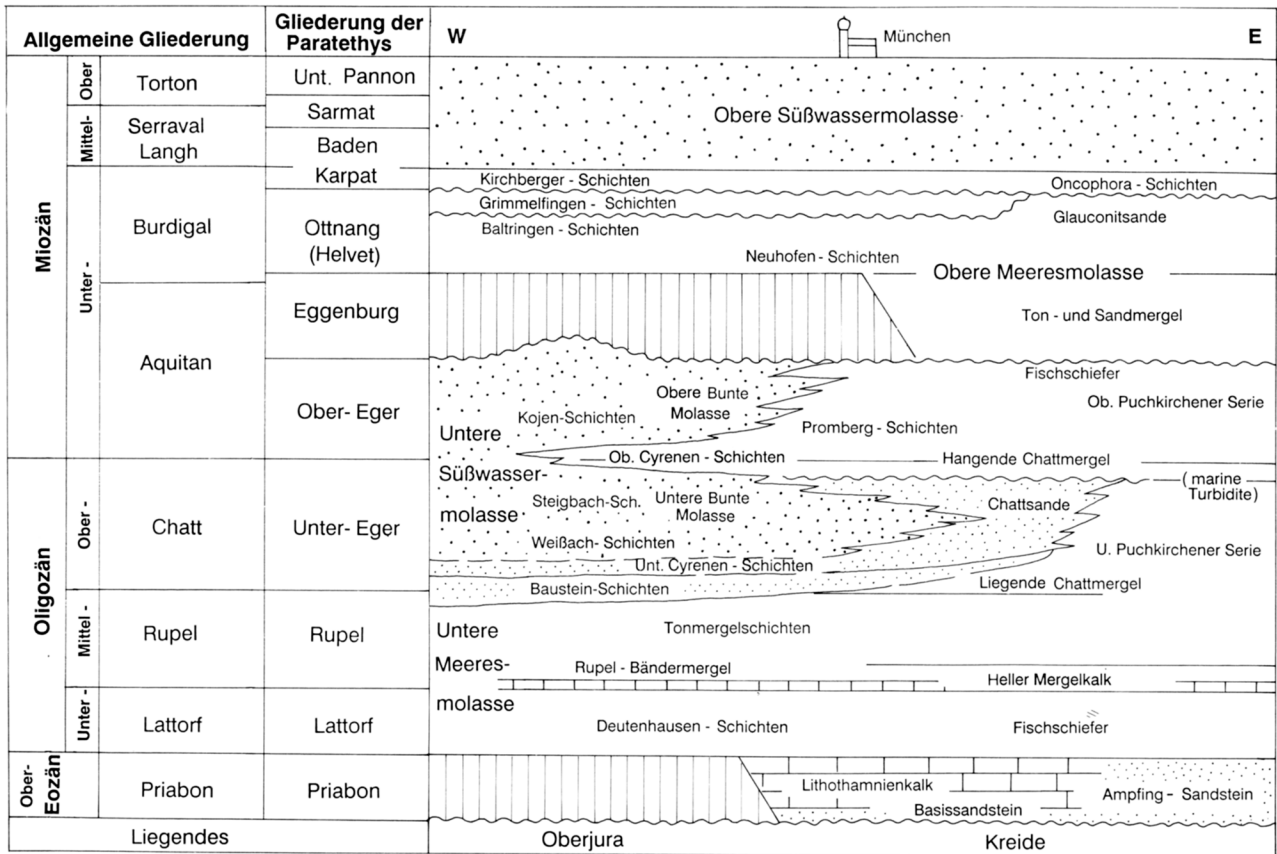 Allgemeine Gliederung
Gliederung der
Paratethys
W
München
E
Miozän
Ober
Torton
Unt. Pannon
Sarmat
Obere Süßwassermolasse
Mittel-
Serraval
Langh
Baden
Unter -
Karpat
Kirchberger - Schichten
Oncophora - Schichten
Burdigal
Ottnang
(Helvet)
Grimmelfingen - Schichten
Glauconitsande
Baltringen - Schichten
Neuhofen - Schichten
Obere Meeresmolasse
Eggenburg
Ton - und Sandmergel
Aquitan
Ober- Eger
Fischschiefer
Obere Bunte
Molasse
Ob. Puchkirchener Serie
Kojen-Schichten
Promberg - Schichten
Untere
Süßwasser-
molasse
Ob. Cyrenen - Schichten
Hangende Chattmergel
(marine
Turbidite)
Oligozän
Ober -
Chatt
Unter- Eger
Steigbach-Sch.
Untere Bunte
Molasse
Chattsande
Weißach- Schichten
U. Puchkirchener Serie
Unt. Cyrenen - Schichten
Baustein-Schichten
Liegende Chattmergel
Mittel -
Rupel
Rupel
Untere
Meeres-
molasse
Tonmergelschichten
Rupel - Bändermergel
Heller Mergelkalk
Unter -
Lattorf
Lattorf
Deutenhausen - Schichten
Fischschiefer
Ober-
Eozän
Priabon
Priabon
Lithothamnienkalk
Ampfing - Sandstein
Basissandstein
Liegendes
Oberjura
Kreide